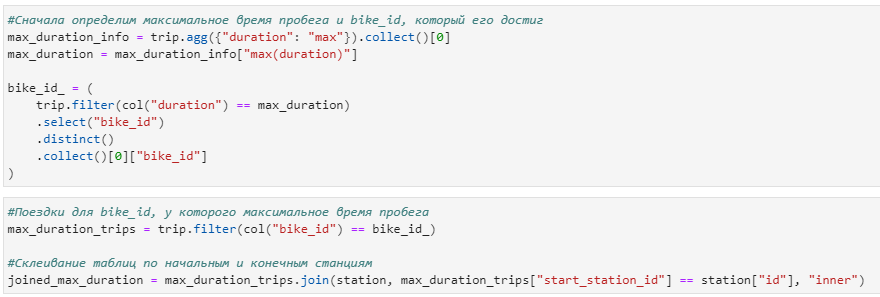 #Сначала определим максимальное время пробега и bike_id, который его достиг
max_duration_info = trip.agg({"duration": "max"}).collect()[0]
max_duration = max_duration_info["max(duration)"]
bike_id_ = (
    trip.filter(col("duration") == max_duration)
    .select("bike_id")
    .distinct()
    .collect()[0]["bike_id"]
)
#Поездки для bike_id, у которого максимальное время пробега
max_duration_trips = trip.filter(col("bike_id") == bike_id_)
#Склеивание таблиц по начальным и конечным станциям
joined_max_duration = max_duration_trips.join(station, max_duration_trips["start_station_id"] == station["id"], "inner")